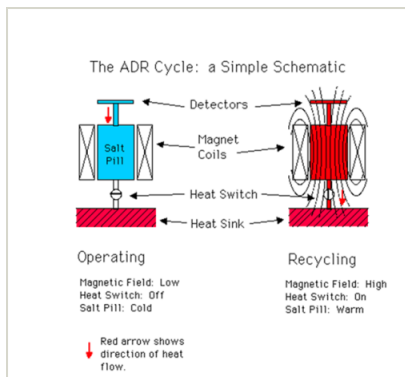 The ADR Cycle: a Simple Schematic
Detectors
Salt
Pill
Magnet
Coils
Heat Switch
Heat Sink
Operating
Magnetic Field: Low
Heat Switch: Off
Salt Pill: Cold
Recycling
Magnetic Field: High
Heat Switch: On
Salt Pill: Warm
Red arrow shows
direction of heat
flow.